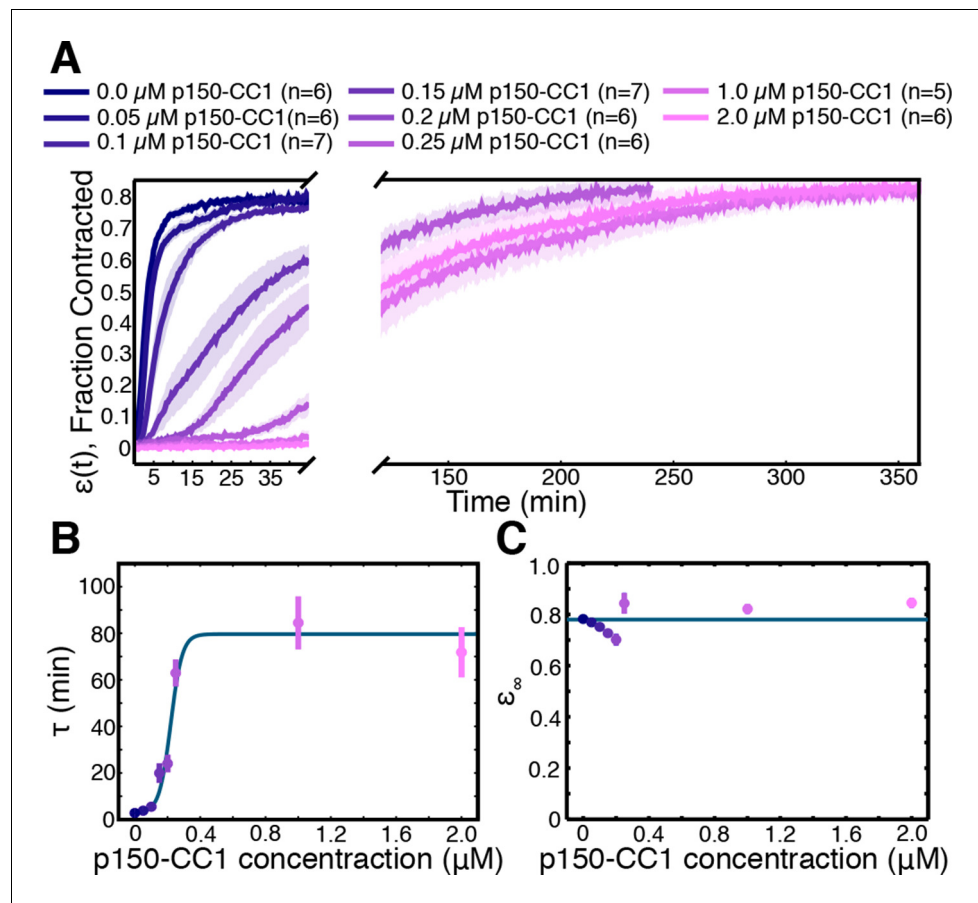 A
0.0 µM p150-CC1 (n=6)
0.05 µM p150-CC1(n=6)
0.1 µM p150-CC1 (n=7)
0.15 µM p150-CC1 (n=7)
0.2 µM p150-CC1 (n=6)
0.25 µM p150-CC1 (n=6)
1.0 µM p150-CC1 (n=5)
2.0 µM p150-CC1 (n=6)
ε(t), Fraction Contracted
0.8
0.7
0.6
0.5
0.4
0.3
0.2
0.1
0
5 15 25 35 150 200 250 300 350
Time (min)
B
τ (min)
100
80
60
40
20
0
0 0.4 0.8 1.2 1.6 2.0
p150-CC1 concentraction (µM)
C
ε∞
1.0
0.8
0.6
0.4
0.2
0
0 0.4 0.8 1.2 1.6 2.0
p150-CC1 concentraction (µM)